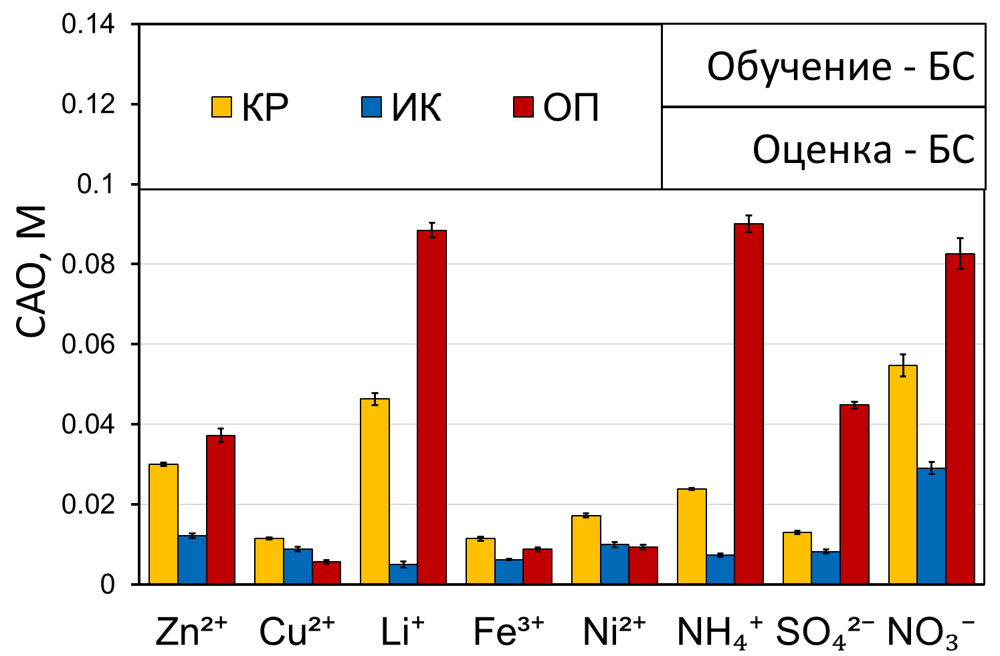 0.14
0.12
0.1
0.08
0.06
0.04
0.02
0
САО, М
КР ИК ОП
Обучение - БС
Оценка - БС
Zn²⁺ Cu²⁺ Li⁺ Fe³⁺ Ni²⁺ NH₄⁺ SO₄²⁻ NO₃⁻